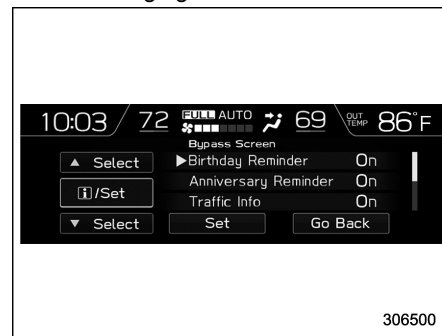 10:03 72 FULL AUTO 69 OUT TEMP 86°F
Bypass Screen
▲ Select ▶Birthday Reminder On
i/Set Anniversary Reminder On
Traffic Info On
▼ Select Set Go Back
306500